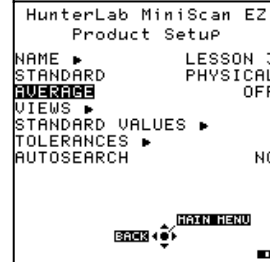 HunterLab MiniScan EZ
Product Setup
NAME ► LESSON
STANDARD PHYSICAL
AVERAGE OFF
VIEWS ►
STANDARD VALUES ►
TOLERANCES ►
AUTOSEARCH NO
MAIN MENU
BACK